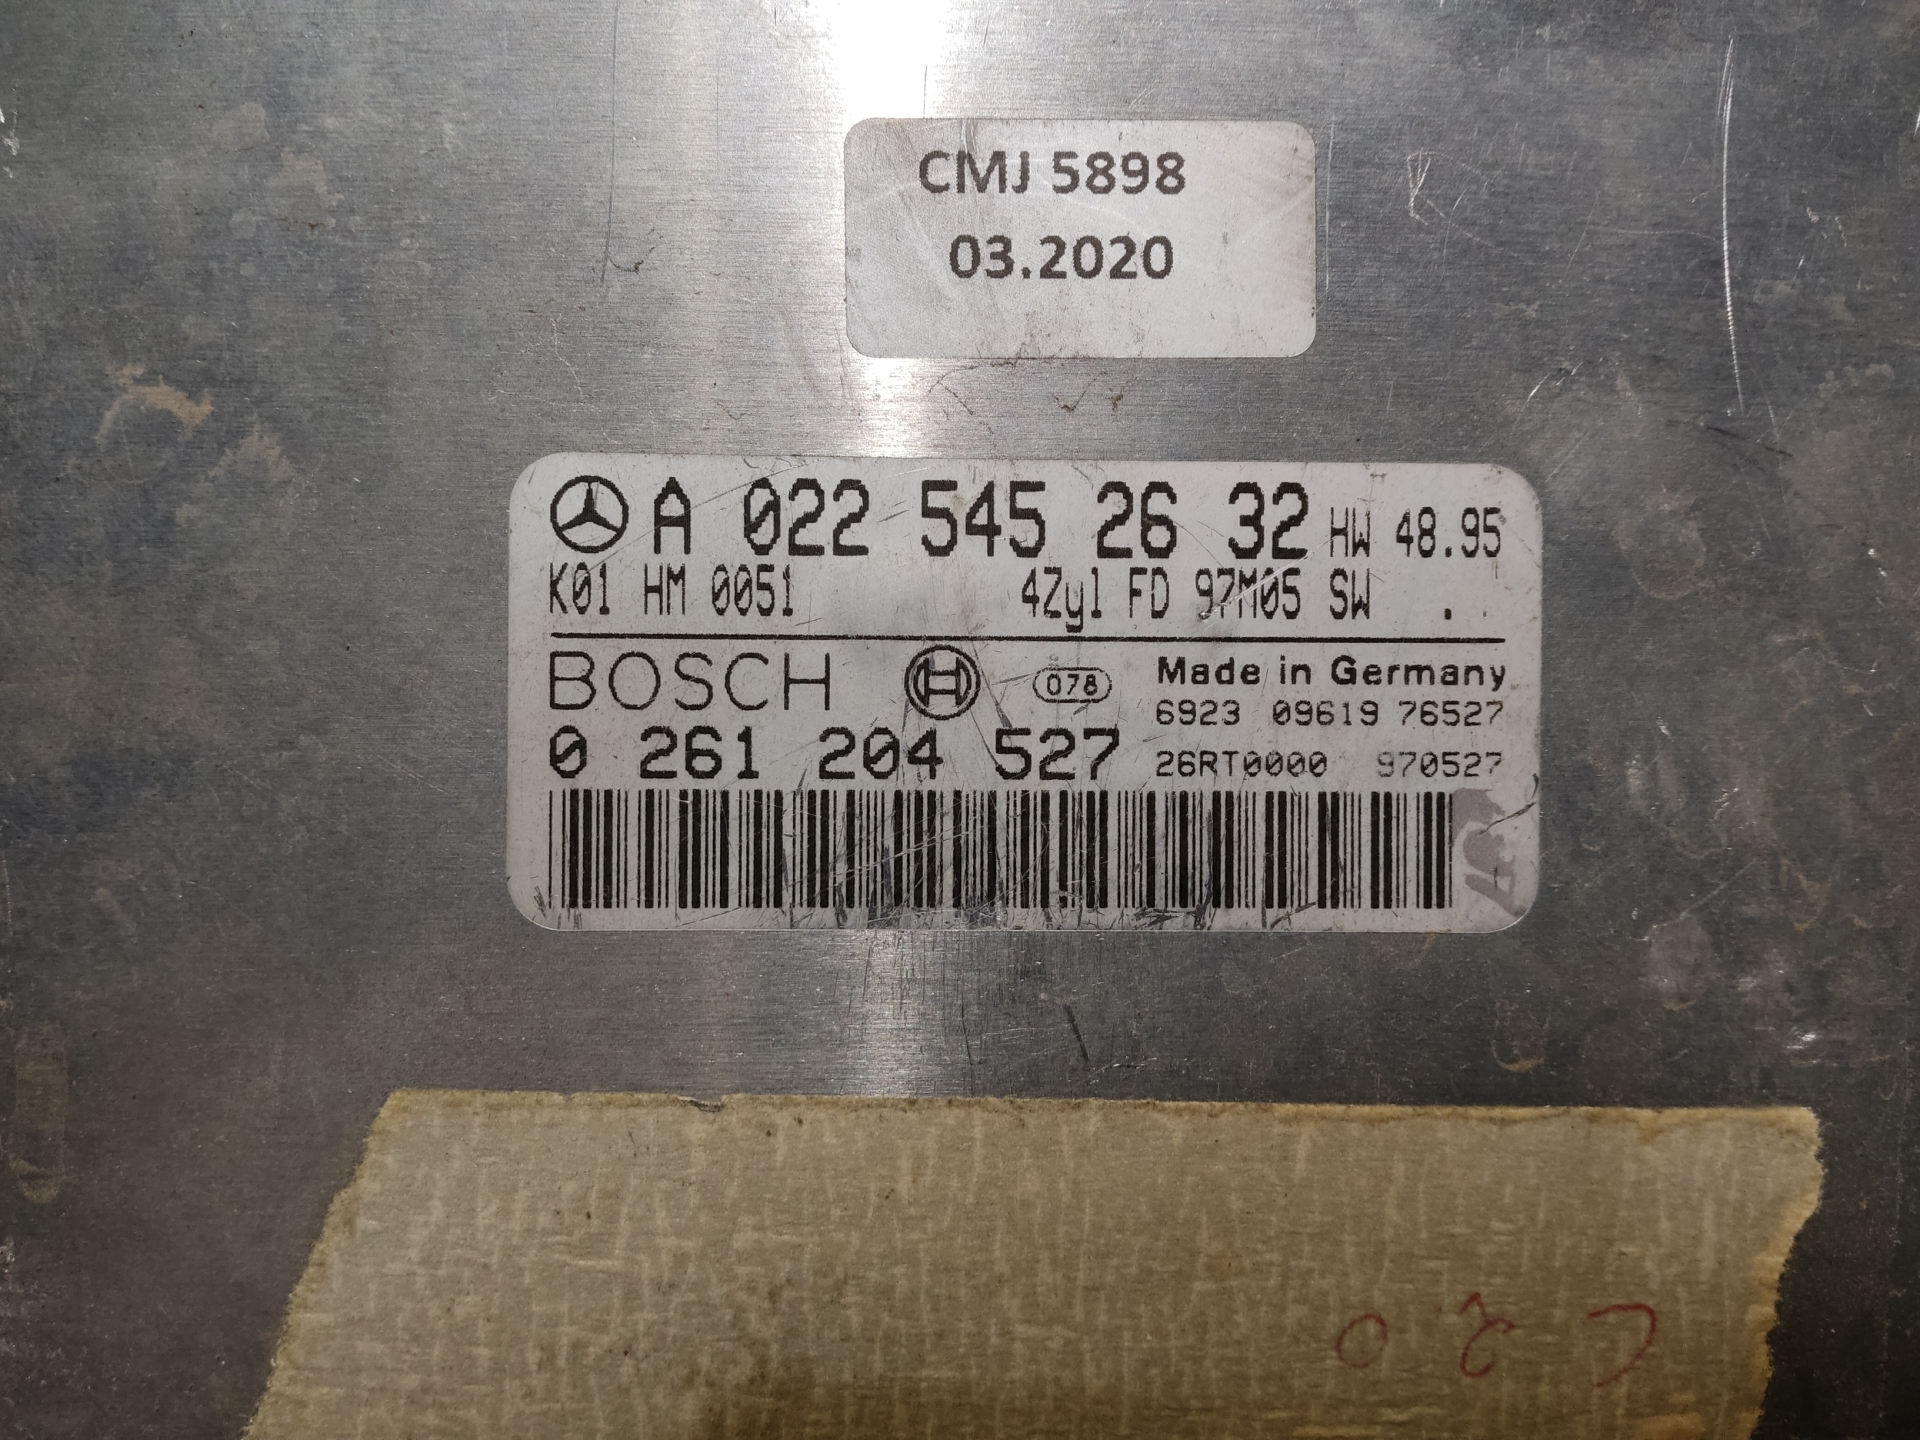 CMJ 5898
03.2020
A 022 545 26 32 HW 48.95
K01 HM 0051 4Zyl FD 97M05 SW .
BOSCH 078 Made in Germany
6923 09619 76527
0 261 204 527 26RT0000 970527